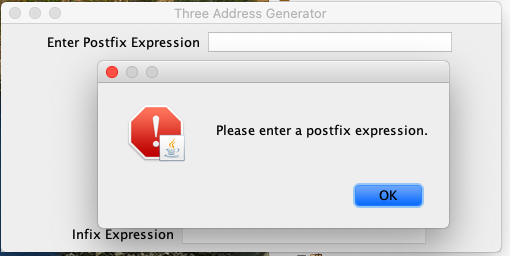 Three Address Generator
Enter Postfix Expression
Please enter a postfix expression.
OK
Infix Expression